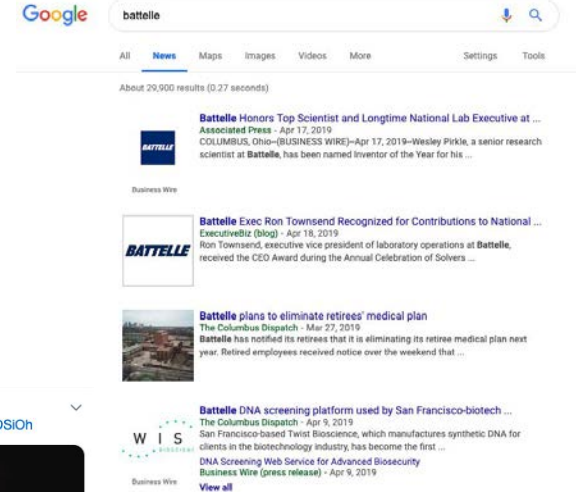 Google
battelle
All News Maps Images Videos More Settings Tools
About 29,900 results (0.27 seconds)
Battelle Honors Top Scientist and Longtime National Lab Executive at ...
Associated Press - Apr 17, 2019
COLUMBUS, Ohio--(BUSINESS WIRE)--Apr 17, 2019--Wesley Pirkle, a senior research
scientist at Battelle, has been named Inventor of the Year for his ...
BATTELLE
Business Wire
Battelle Exec Ron Townsend Recognized for Contributions to National ...
ExecutiveBiz (blog) - Apr 18, 2019
Ron Townsend, executive vice president of laboratory operations at Battelle,
received the CEO Award during the Annual Celebration of Solvers ...
BATTELLE
Battelle plans to eliminate retirees' medical plan
The Columbus Dispatch - Mar 27, 2019
Battelle has notified its retirees that it is eliminating its retiree medical plan next
year. Retired employees received notice over the weekend that ...
Battelle DNA screening platform used by San Francisco-biotech ...
The Columbus Dispatch - Apr 9, 2019
San Francisco-based Twist Bioscience, which manufactures synthetic DNA for
clients in the biotechnology industry, has become the first ...
DNA Screening Web Service for Advanced Biosecurity
Business Wire (press release) - Apr 9, 2019
View all
W I S
Business Wire
OSiOh